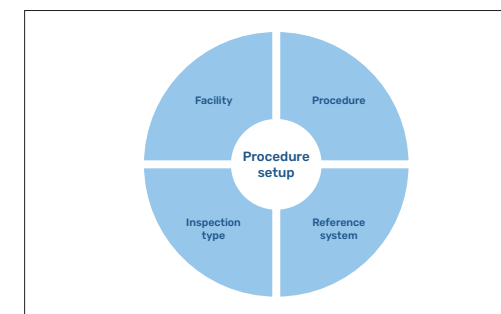 Facility
Procedure
Procedure
setup
Inspection
type
Reference
system